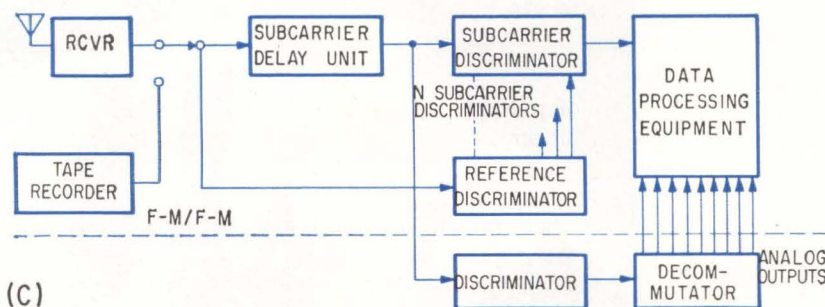 RCVR
SUBCARRIER
DELAY UNIT
SUBCARRIER
DISCRIMINATOR
DATA
PROCESSING
EQUIPMENT
N SUBCARRIER
DISCRIMINATORS
TAPE
RECORDER
REFERENCE
DISCRIMINATOR
F-M/F-M
(C)
DISCRIMINATOR
DECOM-
MUTATOR
ANALOG
OUTPUTS